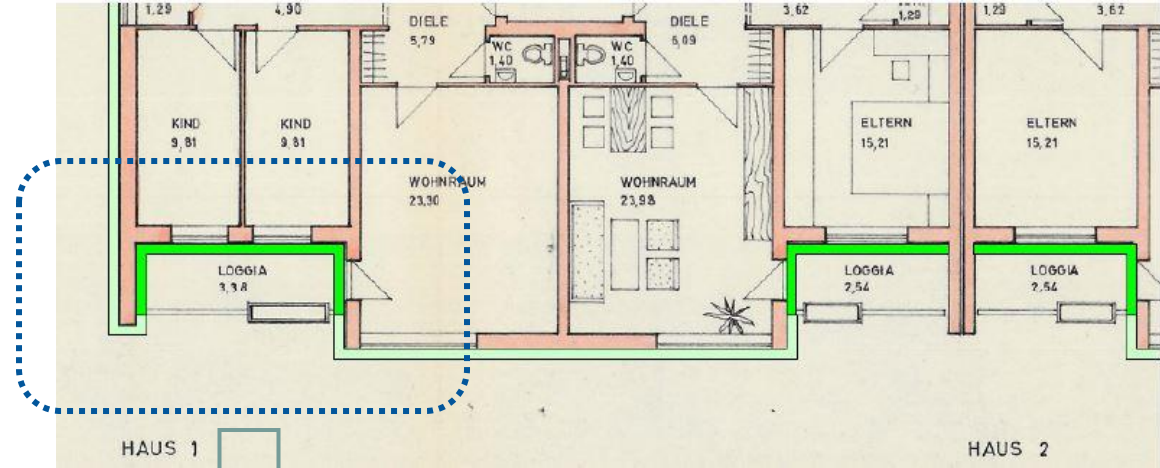 1,29
4,90
DIELE
5,79
DIELE
6,09
3,62
1,29
1,29
3,62
WC
1,40
WC
1,40
KIND
9,81
KIND
9,81
ELTERN
15,21
ELTERN
15,21
WOHNRAUM
23,30
WOHNRAUM
23,98
LOGGIA
3,38
LOGGIA
2,54
LOGGIA
2,54
HAUS 1
HAUS 2